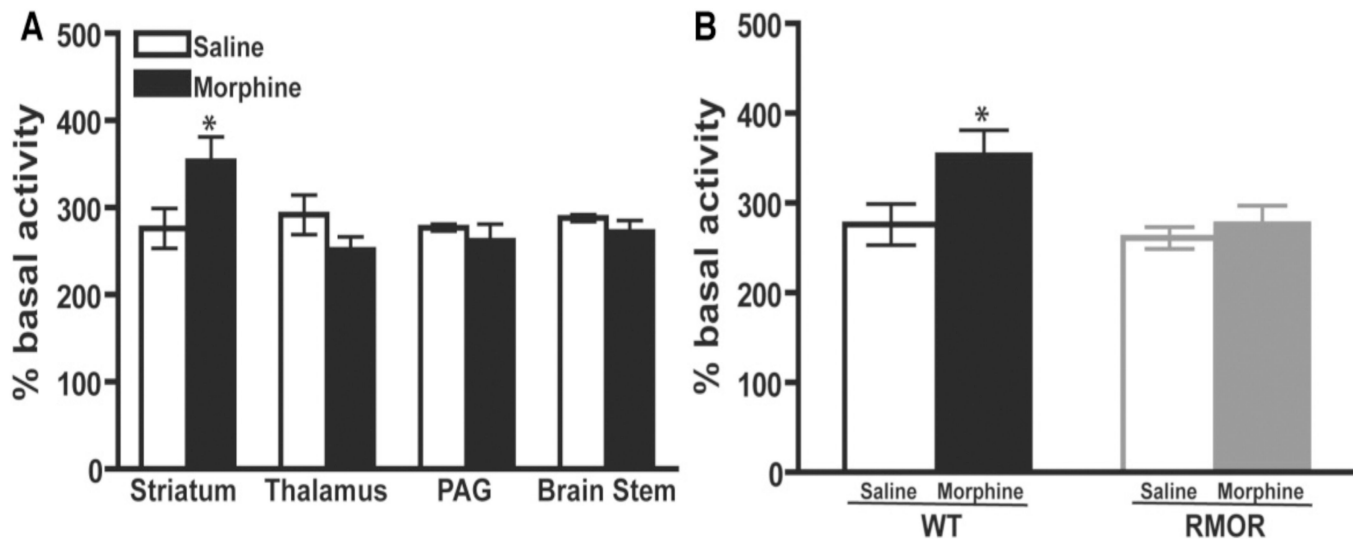 A
% basal activity
500
400
300
200
100
0
Saline
Morphine
*
Striatum Thalamus PAG Brain Stem
B
% basal activity
500
400
300
200
100
0
*
Saline Morphine Saline Morphine
WT RMOR